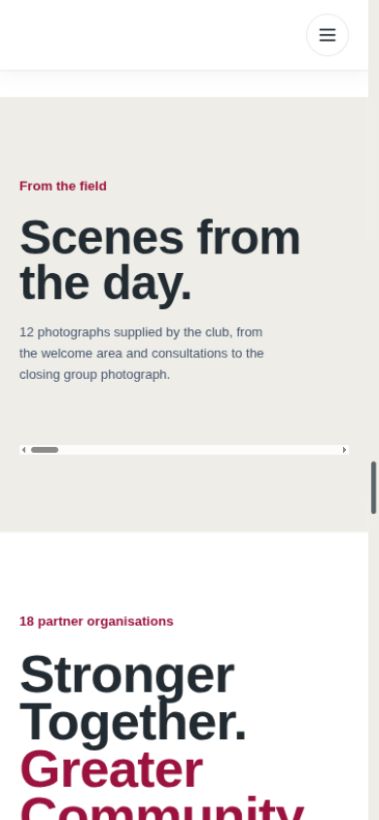 From the field
Scenes from
the day.
12 photographs supplied by the club, from
the welcome area and consultations to the
closing group photograph.
18 partner organisations
Stronger
Together.
Greater
Community